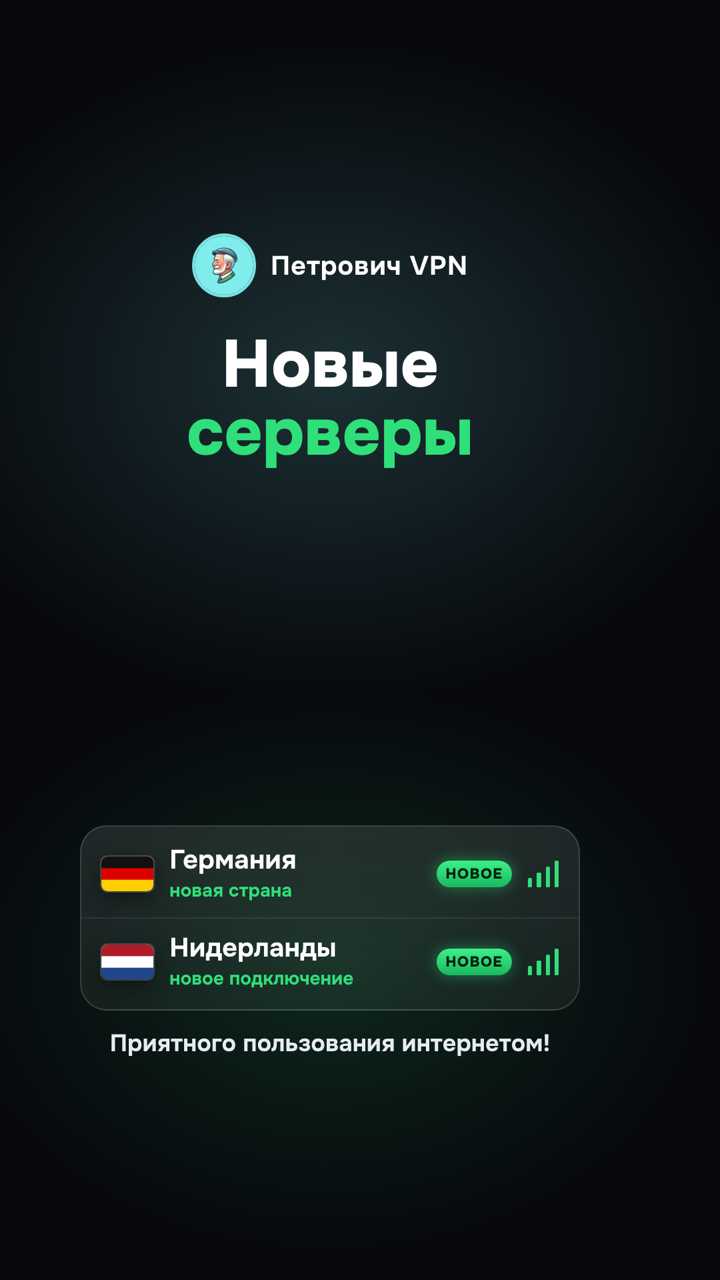 Петрович VPN
Новые
серверы
Германия
новая страна
НОВОЕ
Нидерланды
новое подключение
НОВОЕ
Приятного пользования интернетом!